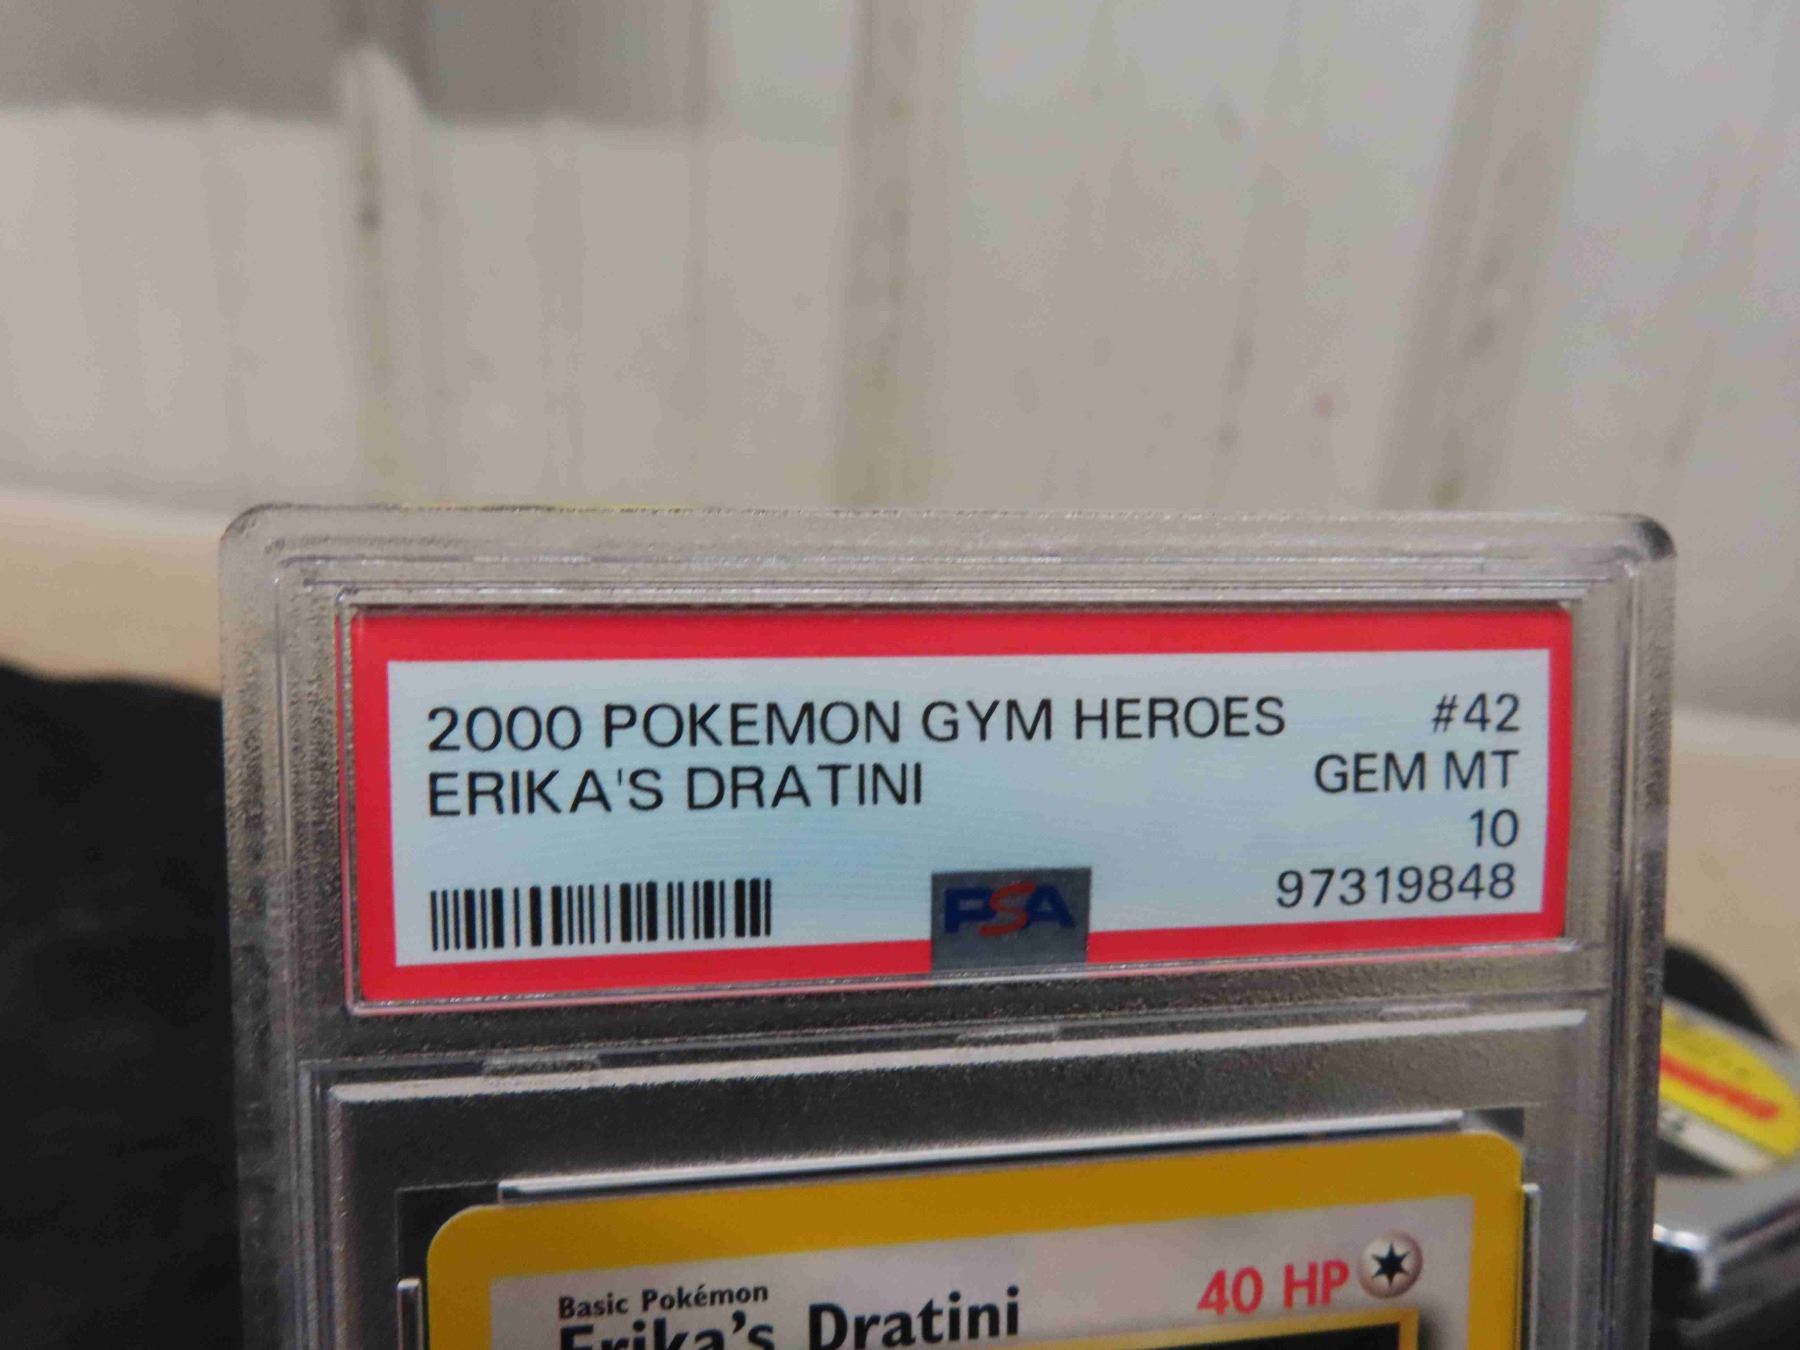 2000 POKEMON GYM HEROES #42
ERIKA'S DRATINI GEM MT
10
PSA 97319848
Basic Pokémon
Erika's Dratini 40 HP